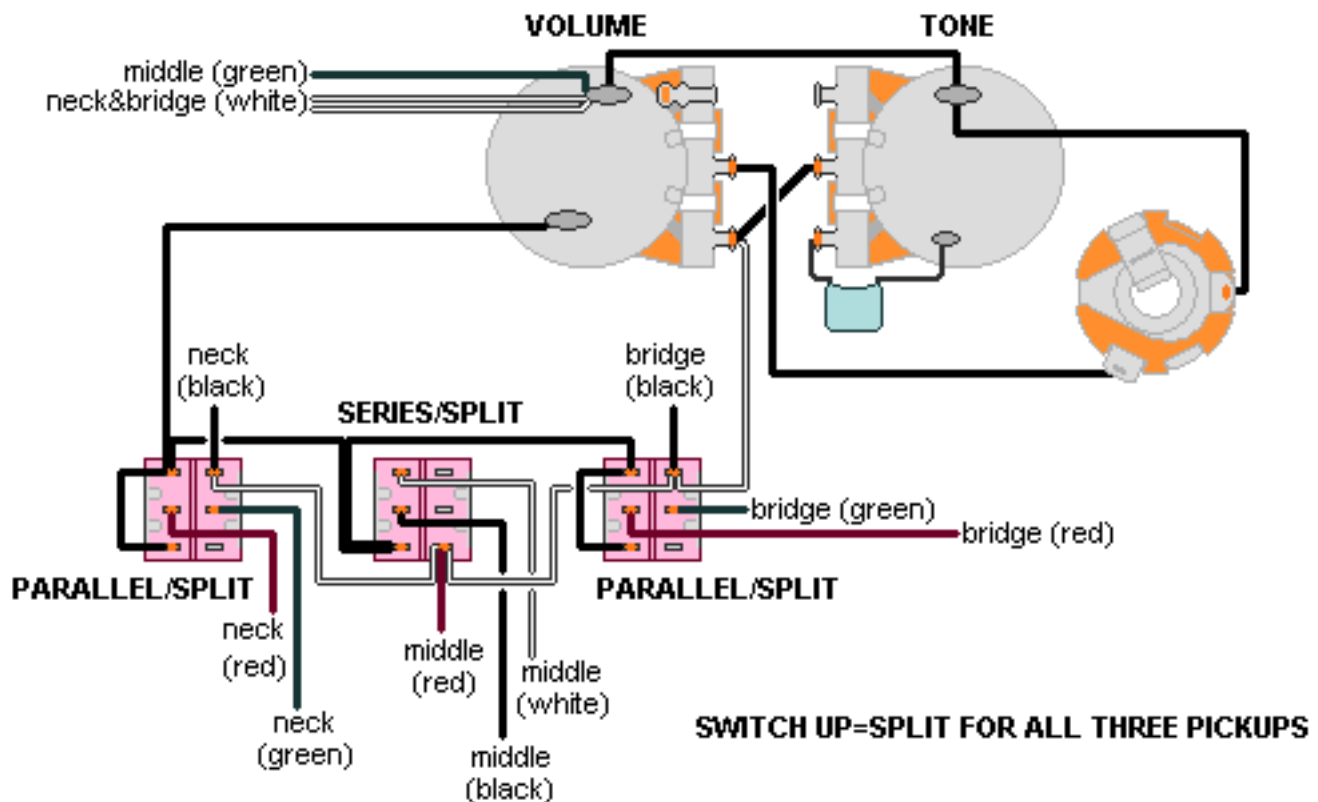 VOLUME
TONE
middle (green)
neck&bridge (white)
neck
(black)
bridge
(black)
SERIES/SPLIT
bridge (green)
bridge (red)
PARALLEL/SPLIT
PARALLEL/SPLIT
neck
(red)
middle
(red)
middle
(white)
neck
(green)
middle
(black)
SWITCH UP=SPLIT FOR ALL THREE PICKUPS